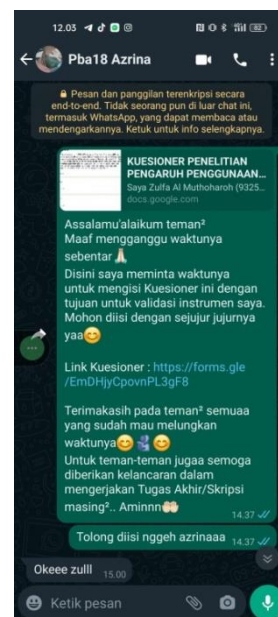 12.03
Pba18 Azrina
Pesan dan panggilan terenkripsi secara
end-to-end. Tidak seorang pun di luar chat ini,
termasuk WhatsApp, yang dapat membaca atau
mendengarkannya. Ketuk untuk info selengkapnya.
KUESIONER PENELITIAN
PENGARUH PENGGUNAAN...
Saya Zulfa Al Muthoharoh (9325...
docs.google.com
Assalamu'alaikum teman²
Maaf mengganggu waktunya
sebentar🙏🏻
Disini saya meminta waktunya
untuk mengisi Kuesioner ini dengan
tujuan untuk validasi instrumen saya.
Mohon diisi dengan sejujur jujurnya
yaa😊
Link Kuesioner : https://forms.gle
/EmDHjyCpovnPL3gF8
Terimakasih pada teman² semuaa
yang sudah mau melungkan
waktunya😊🫂😊
Untuk teman-teman jugaa semoga
diberikan kelancaran dalam
mengerjakan Tugas Akhir/Skripsi
masing².. Aminnn🤲🏻
14.37
Tolong diisi nggeh azrinaaa 14.37
Okeee zulll 15.00
Ketik pesan